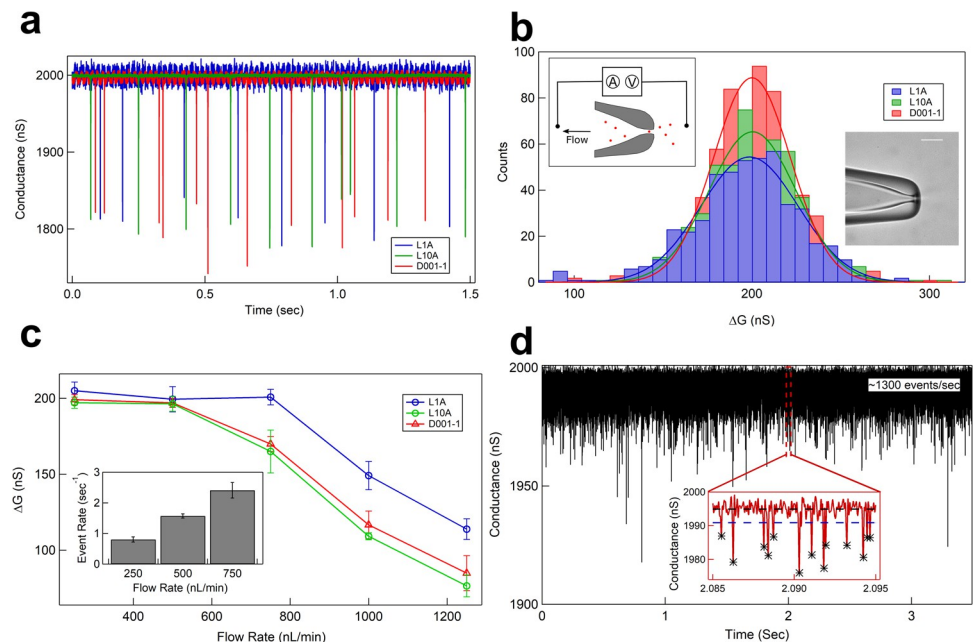 a
Conductance (nS)
2000
1900
1800
0.0
0.5
1.0
1.5
Time (sec)
L1A
L10A
D001-1
b
Counts
100
80
60
40
20
0
100
200
300
ΔG (nS)
A V
Flow
L1A
L10A
D001-1
c
ΔG (nS)
200
150
100
400
600
800
1000
1200
Flow Rate (nL/min)
L1A
L10A
D001-1
Event Rate (sec⁻¹)
3
2
1
0
250
500
750
Flow Rate (nL/min)
d
Conductance (nS)
2000
1950
1900
0
1
2
3
Time (Sec)
~1300 events/sec
Conductance (nS)
2000
1990
1980
2.085
2.090
2.095